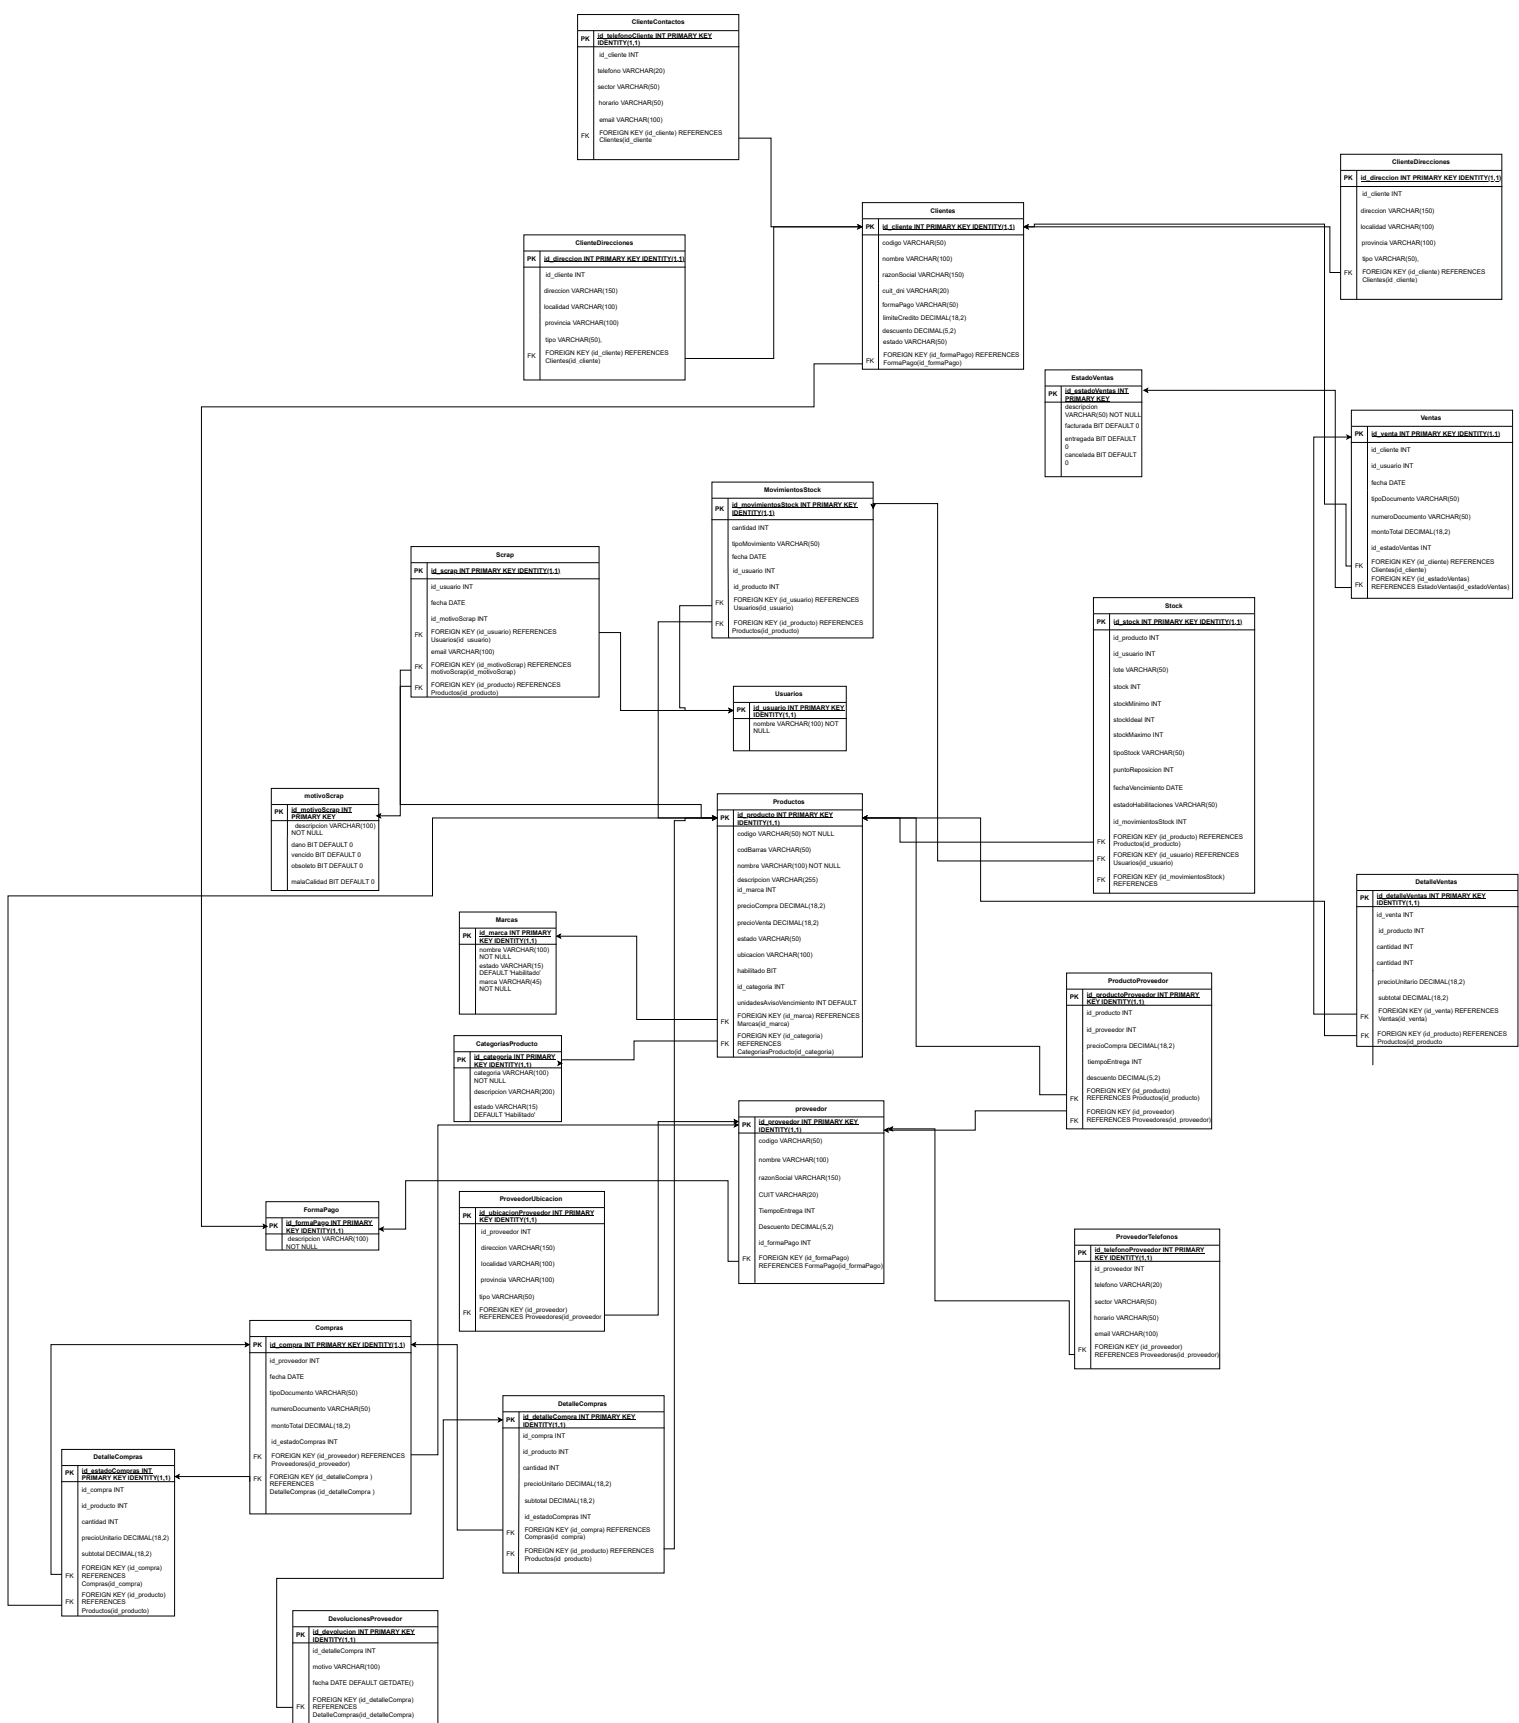 ClienteContactos
PK
id_telefonoCliente INT PRIMARY KEY
IDENTITY(1,1)
id_cliente INT
telefono VARCHAR(20)
sector VARCHAR(50)
horario VARCHAR(50)
email VARCHAR(100)
FK
FOREIGN KEY (id_cliente) REFERENCES
Clientes(id_cliente
ClienteDirecciones
PK
id_direccion INT PRIMARY KEY IDENTITY(1,1)
id_cliente INT
direccion VARCHAR(150)
localidad VARCHAR(100)
provincia VARCHAR(100)
tipo VARCHAR(50),
FK
FOREIGN KEY (id_cliente) REFERENCES
Clientes(id_cliente)
Clientes
PK
id_cliente INT PRIMARY KEY IDENTITY(1,1)
codigo VARCHAR(50)
nombre VARCHAR(100)
razonSocial VARCHAR(150)
cuit_dni VARCHAR(20)
formaPago VARCHAR(50)
limiteCredito DECIMAL(18,2)
descuento DECIMAL(5,2)
estado VARCHAR(50)
FK
FOREIGN KEY (id_formaPago) REFERENCES
FormaPago(id_formaPago)
ClienteDirecciones
PK
id_direccion INT PRIMARY KEY IDENTITY(1,1)
id_cliente INT
direccion VARCHAR(150)
localidad VARCHAR(100)
provincia VARCHAR(100)
tipo VARCHAR(50),
FK
FOREIGN KEY (id_cliente) REFERENCES
Clientes(id_cliente)
EstadoVentas
PK
id_estadoVentas INT
PRIMARY KEY
descripcion
VARCHAR(50) NOT NULL
facturada BIT DEFAULT 0
entregada BIT DEFAULT
0
cancelada BIT DEFAULT
0
Ventas
PK
id_venta INT PRIMARY KEY IDENTITY(1,1)
id_cliente INT
id_usuario INT
fecha DATE
tipoDocumento VARCHAR(50)
numeroDocumento VARCHAR(50)
montoTotal DECIMAL(18,2)
id_estadoVentas INT
FK
FOREIGN KEY (id_cliente) REFERENCES
Clientes(id_cliente)
FK
FOREIGN KEY (id_estadoVentas)
REFERENCES EstadoVentas(id_estadoVentas)
MovimientosStock
PK
id_movimientosStock INT PRIMARY KEY
IDENTITY(1,1)
cantidad INT
tipoMovimiento VARCHAR(50)
fecha DATE
id_usuario INT
id_producto INT
FK
FOREIGN KEY (id_usuario) REFERENCES
Usuarios(id_usuario)
FK
FOREIGN KEY (id_producto) REFERENCES
Productos(id_producto)
Scrap
PK
id_scrap INT PRIMARY KEY IDENTITY(1,1)
id_usuario INT
fecha DATE
id_motivoScrap INT
FK
FOREIGN KEY (id_usuario) REFERENCES
Usuarios(id_usuario)
email VARCHAR(100)
FK
FOREIGN KEY (id_motivoScrap) REFERENCES
motivoScrap(id_motivoScrap)
FK
FOREIGN KEY (id_producto) REFERENCES
Productos(id_producto)
Stock
PK
id_stock INT PRIMARY KEY IDENTITY(1,1)
id_producto INT
id_usuario INT
lote VARCHAR(50)
stock INT
stockMinimo INT
stockIdeal INT
stockMaximo INT
tipoStock VARCHAR(50)
puntoReposicion INT
fechaVencimiento DATE
estadoHabilitaciones VARCHAR(50)
id_movimientosStock INT
FK
FOREIGN KEY (id_producto) REFERENCES
Productos(id_producto)
FK
FOREIGN KEY (id_usuario) REFERENCES
Usuarios(id_usuario)
FK
FOREIGN KEY (id_movimientosStock)
REFERENCES
Usuarios
PK
id_usuario INT PRIMARY KEY
IDENTITY(1,1)
nombre VARCHAR(100) NOT
NULL
motivoScrap
PK
id_motivoScrap INT
PRIMARY KEY
descripcion VARCHAR(100)
NOT NULL
dano BIT DEFAULT 0
vencido BIT DEFAULT 0
obsoleto BIT DEFAULT 0
malaCalidad BIT DEFAULT 0
Productos
PK
id_producto INT PRIMARY KEY
IDENTITY(1,1)
codigo VARCHAR(50) NOT NULL
codBarras VARCHAR(50)
nombre VARCHAR(100) NOT NULL
descripcion VARCHAR(255)
id_marca INT
precioCompra DECIMAL(18,2)
precioVenta DECIMAL(18,2)
estado VARCHAR(50)
ubicacion VARCHAR(100)
habilitado BIT
id_categoria INT
unidadesAvisoVencimiento INT DEFAULT
FK
FOREIGN KEY (id_marca) REFERENCES
Marcas(id_marca)
FK
FOREIGN KEY (id_categoria)
REFERENCES
CategoriasProducto(id_categoria)
DetalleVentas
PK
id_detalleVentas INT PRIMARY KEY
IDENTITY(1,1)
id_venta INT
id_producto INT
cantidad INT
cantidad INT
precioUnitario DECIMAL(18,2)
subtotal DECIMAL(18,2)
FK
FOREIGN KEY (id_venta) REFERENCES
Ventas(id_venta)
FK
FOREIGN KEY (id_producto) REFERENCES
Productos(id_producto
Marcas
PK
id_marca INT PRIMARY
KEY IDENTITY(1,1)
nombre VARCHAR(100)
NOT NULL
estado VARCHAR(15)
DEFAULT 'Habilitado'
marca VARCHAR(45)
NOT NULL
ProductoProveedor
PK
id_productoProveedor INT PRIMARY
KEY IDENTITY(1,1)
id_producto INT
id_proveedor INT
precioCompra DECIMAL(18,2)
tiempoEntrega INT
descuento DECIMAL(5,2)
FK
FOREIGN KEY (id_producto)
REFERENCES Productos(id_producto)
FK
FOREIGN KEY (id_proveedor)
REFERENCES Proveedores(id_proveedor)
CategoriasProducto
PK
id_categoria INT PRIMARY
KEY IDENTITY(1,1)
categoria VARCHAR(100)
NOT NULL
descripcion VARCHAR(200)
estado VARCHAR(15)
DEFAULT 'Habilitado'
proveedor
PK
id_proveedor INT PRIMARY KEY
IDENTITY(1,1)
codigo VARCHAR(50)
nombre VARCHAR(100)
razonSocial VARCHAR(150)
CUIT VARCHAR(20)
TiempoEntrega INT
Descuento DECIMAL(5,2)
id_formaPago INT
FK
FOREIGN KEY (id_formaPago)
REFERENCES FormaPago(id_formaPago)
FormaPago
PK
id_formaPago INT PRIMARY
KEY IDENTITY(1,1)
descripcion VARCHAR(100)
NOT NULL
ProveedorUbicacion
PK
id_ubicacionProveedor INT PRIMARY
KEY IDENTITY(1,1)
id_proveedor INT
direccion VARCHAR(150)
localidad VARCHAR(100)
provincia VARCHAR(100)
tipo VARCHAR(50)
FK
FOREIGN KEY (id_proveedor)
REFERENCES Proveedores(id_proveedor
ProveedorTelefonos
PK
id_telefonoProveedor INT PRIMARY
KEY IDENTITY(1,1)
id_proveedor INT
telefono VARCHAR(20)
sector VARCHAR(50)
horario VARCHAR(50)
email VARCHAR(100)
FK
FOREIGN KEY (id_proveedor)
REFERENCES Proveedores(id_proveedor)
Compras
PK
id_compra INT PRIMARY KEY IDENTITY(1,1)
id_proveedor INT
fecha DATE
tipoDocumento VARCHAR(50)
numeroDocumento VARCHAR(50)
montoTotal DECIMAL(18,2)
id_estadoCompras INT
FK
FOREIGN KEY (id_proveedor) REFERENCES
Proveedores(id_proveedor)
FK
FOREIGN KEY (id_detalleCompra )
REFERENCES
DetalleCompras (id_detalleCompra )
DetalleCompras
PK
id_detalleCompra INT PRIMARY KEY
IDENTITY(1,1)
id_compra INT
id_producto INT
cantidad INT
precioUnitario DECIMAL(18,2)
subtotal DECIMAL(18,2)
id_estadoCompras INT
FK
FOREIGN KEY (id_compra) REFERENCES
Compras(id_compra)
FK
FOREIGN KEY (id_producto) REFERENCES
Productos(id_producto)
DetalleCompras
PK
id_estadoCompras INT
PRIMARY KEY IDENTITY(1,1)
id_compra INT
id_producto INT
cantidad INT
precioUnitario DECIMAL(18,2)
subtotal DECIMAL(18,2)
FK
FOREIGN KEY (id_compra)
REFERENCES
Compras(id_compra)
FK
FOREIGN KEY (id_producto)
REFERENCES
Productos(id_producto)
DevolucionesProveedor
PK
id_devolucion INT PRIMARY KEY
IDENTITY(1,1)
id_detalleCompra INT
motivo VARCHAR(100)
fecha DATE DEFAULT GETDATE()
FK
FOREIGN KEY (id_detalleCompra)
REFERENCES
DetalleCompras(id_detalleCompra)